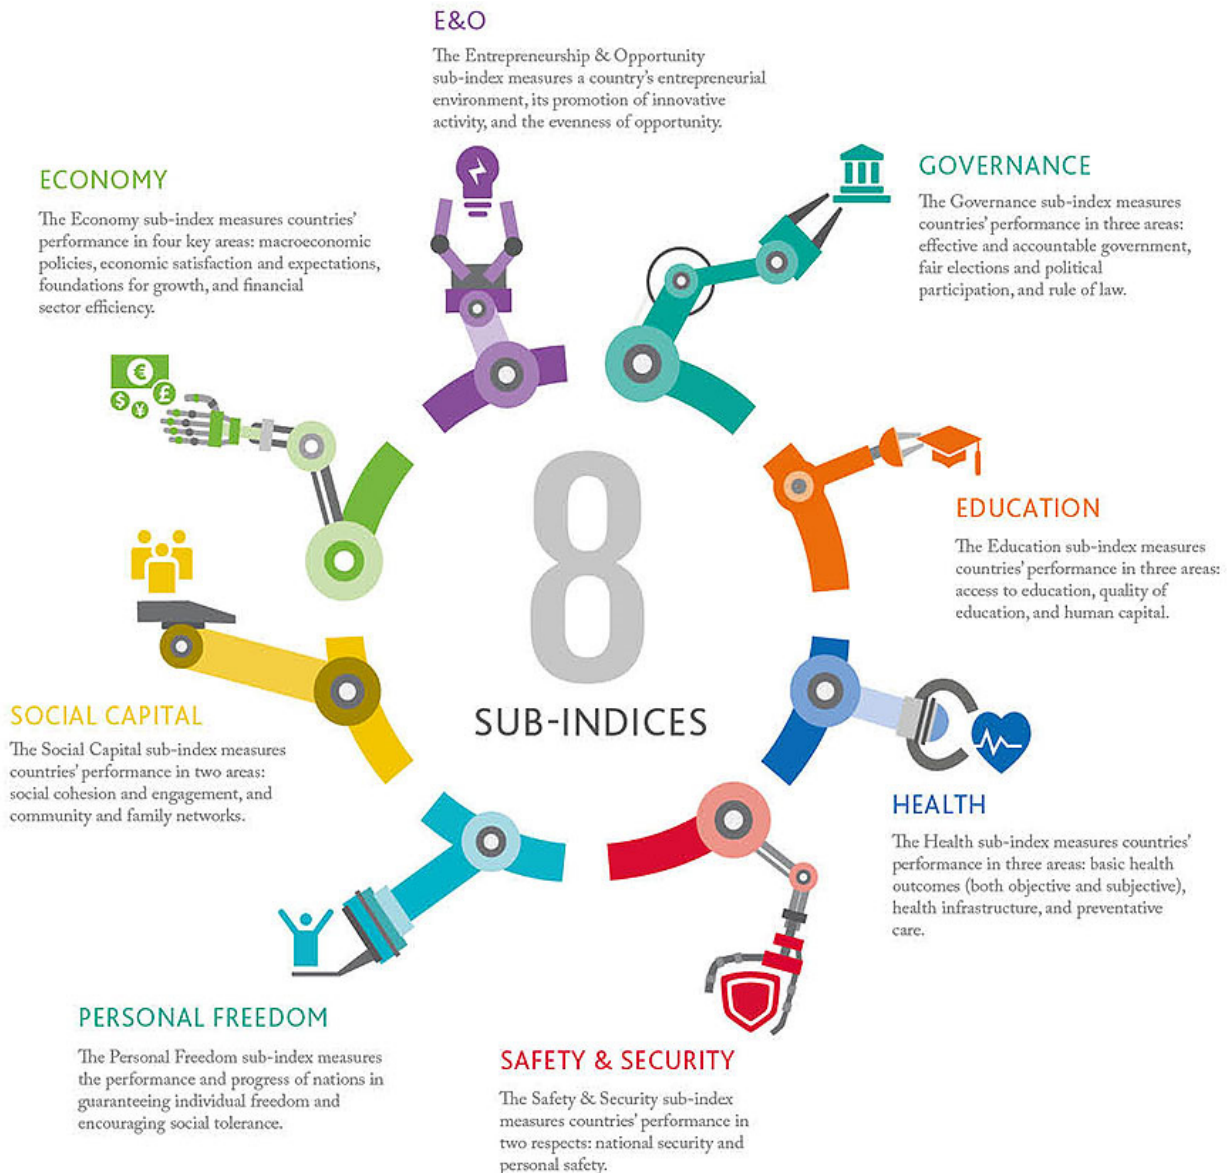 E&O
The Entrepreneurship & Opportunity
sub-index measures a country's entrepreneurial
environment, its promotion of innovative
activity, and the evenness of opportunity.
GOVERNANCE
The Governance sub-index measures
countries' performance in three areas:
effective and accountable government,
fair elections and political
participation, and rule of law.
ECONOMY
The Economy sub-index measures countries'
performance in four key areas: macroeconomic
policies, economic satisfaction and expectations,
foundations for growth, and financial
sector efficiency.
€
$
¥
£
EDUCATION
The Education sub-index measures
countries' performance in three areas:
access to education, quality of
education, and human capital.
8
SUB-INDICES
SOCIAL CAPITAL
The Social Capital sub-index measures
countries' performance in two areas:
social cohesion and engagement, and
community and family networks.
HEALTH
The Health sub-index measures countries'
performance in three areas: basic health
outcomes (both objective and subjective),
health infrastructure, and preventative
care.
PERSONAL FREEDOM
The Personal Freedom sub-index measures
the performance and progress of nations in
guaranteeing individual freedom and
encouraging social tolerance.
SAFETY & SECURITY
The Safety & Security sub-index
measures countries' performance in
two respects: national security and
personal safety.